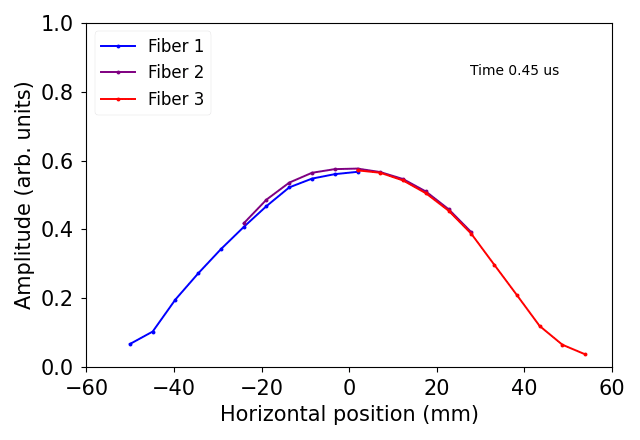 1.0
0.8
0.6
0.4
0.2
0.0
Amplitude (arb. units)
Fiber 1
Fiber 2
Fiber 3
Time 0.45 us
−60
−40
−20
0
20
40
60
Horizontal position (mm)